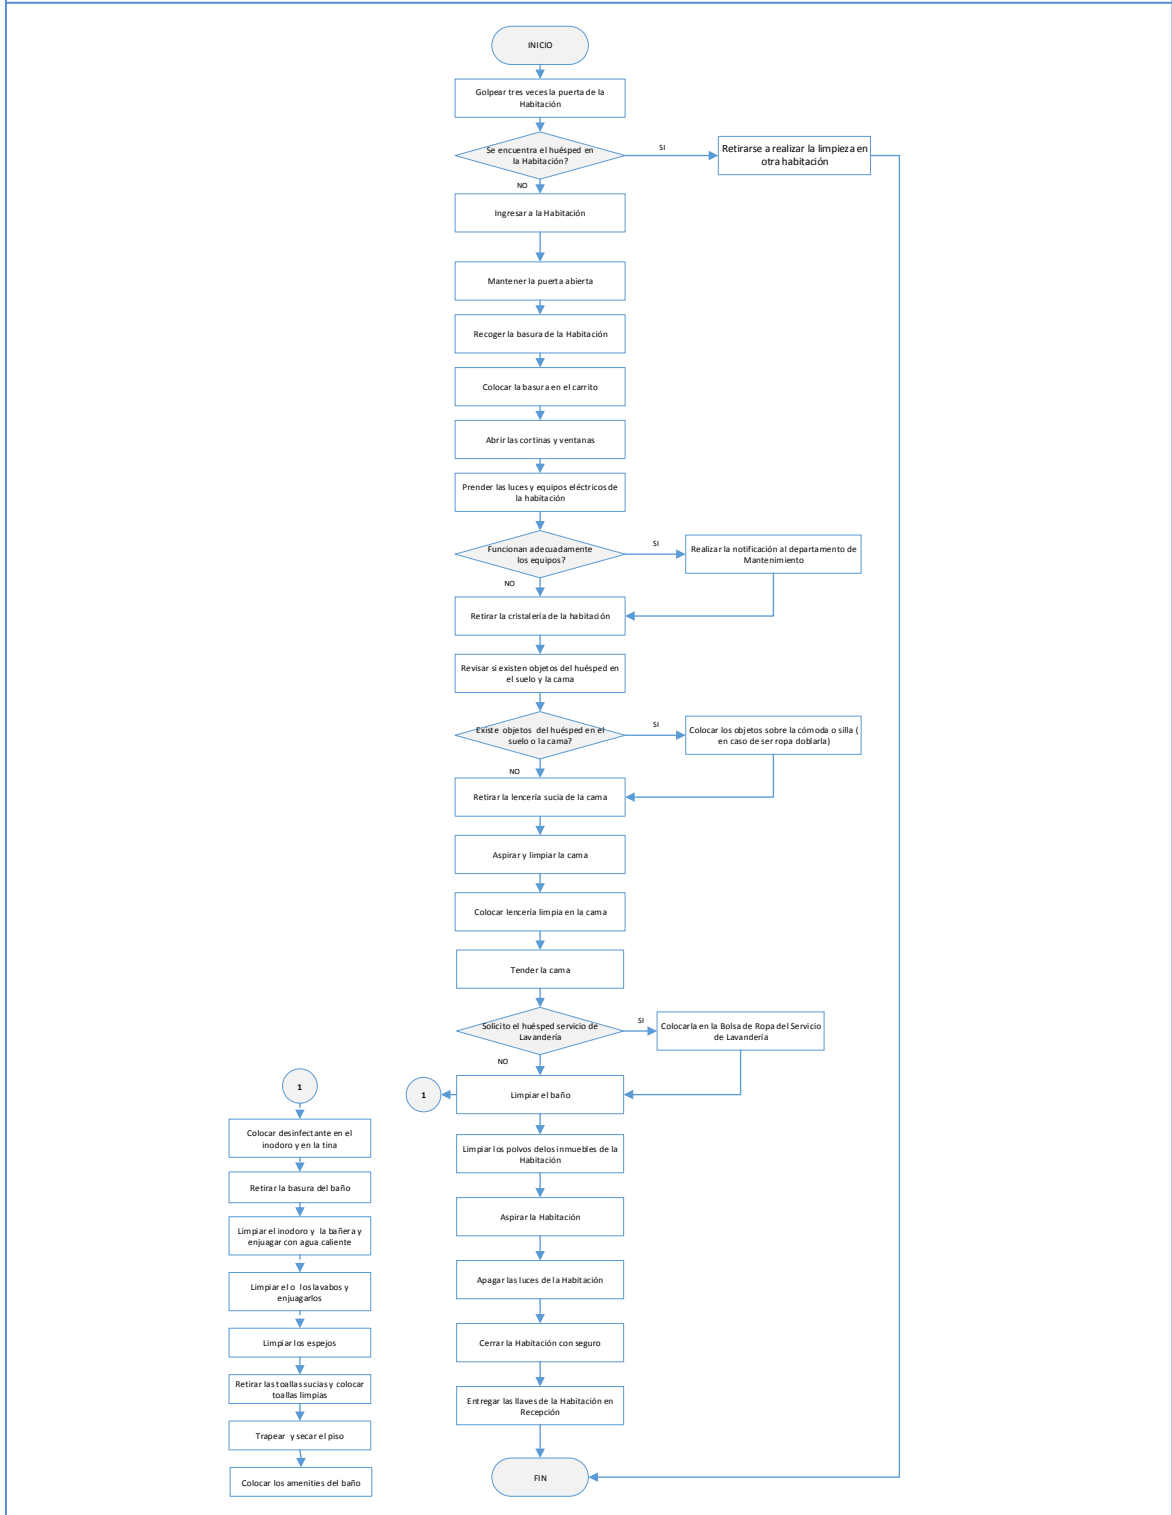 INICIO
Golpear tres veces la puerta de la
Habitación
Se encuentra el huésped en
la Habitación?
SI
Retirarse a realizar la limpieza en
otra habitación
NO
Ingresar a la Habitación
Mantener la puerta abierta
Recoger la basura de la Habitación
Colocar la basura en el carrito
Abrir las cortinas y ventanas
Prender las luces y equipos eléctricos de
la habitación
Funcionan adecuadamente
los equipos?
SI
Realizar la notificación al departamento de
Mantenimiento
NO
Retirar la cristalería de la habitación
Revisar si existen objetos del huésped en
el suelo y la cama
Existe objetos del huésped en el
suelo o la cama?
SI
Colocar los objetos sobre la cómoda o silla (
en caso de ser ropa doblarla)
NO
Retirar la lencería sucia de la cama
Aspirar y limpiar la cama
Colocar lencería limpia en la cama
Tender la cama
Solicito el huésped servicio de
Lavandería
SI
Colocarla en la Bolsa de Ropa del Servicio
de Lavandería
NO
Limpiar el baño
1
Limpiar los polvos delos inmuebles de la
Habitación
Aspirar la Habitación
Apagar las luces de la Habitación
Cerrar la Habitación con seguro
Entregar las llaves de la Habitación en
Recepción
FIN
1
Colocar desinfectante en el
inodoro y en la tina
Retirar la basura del baño
Limpiar el inodoro y la bañera y
enjuagar con agua caliente
Limpiar el o los lavabos y
enjuagarlos
Limpiar los espejos
Retirar las toallas sucias y colocar
toallas limpias
Trapear y secar el piso
Colocar los amenities del baño